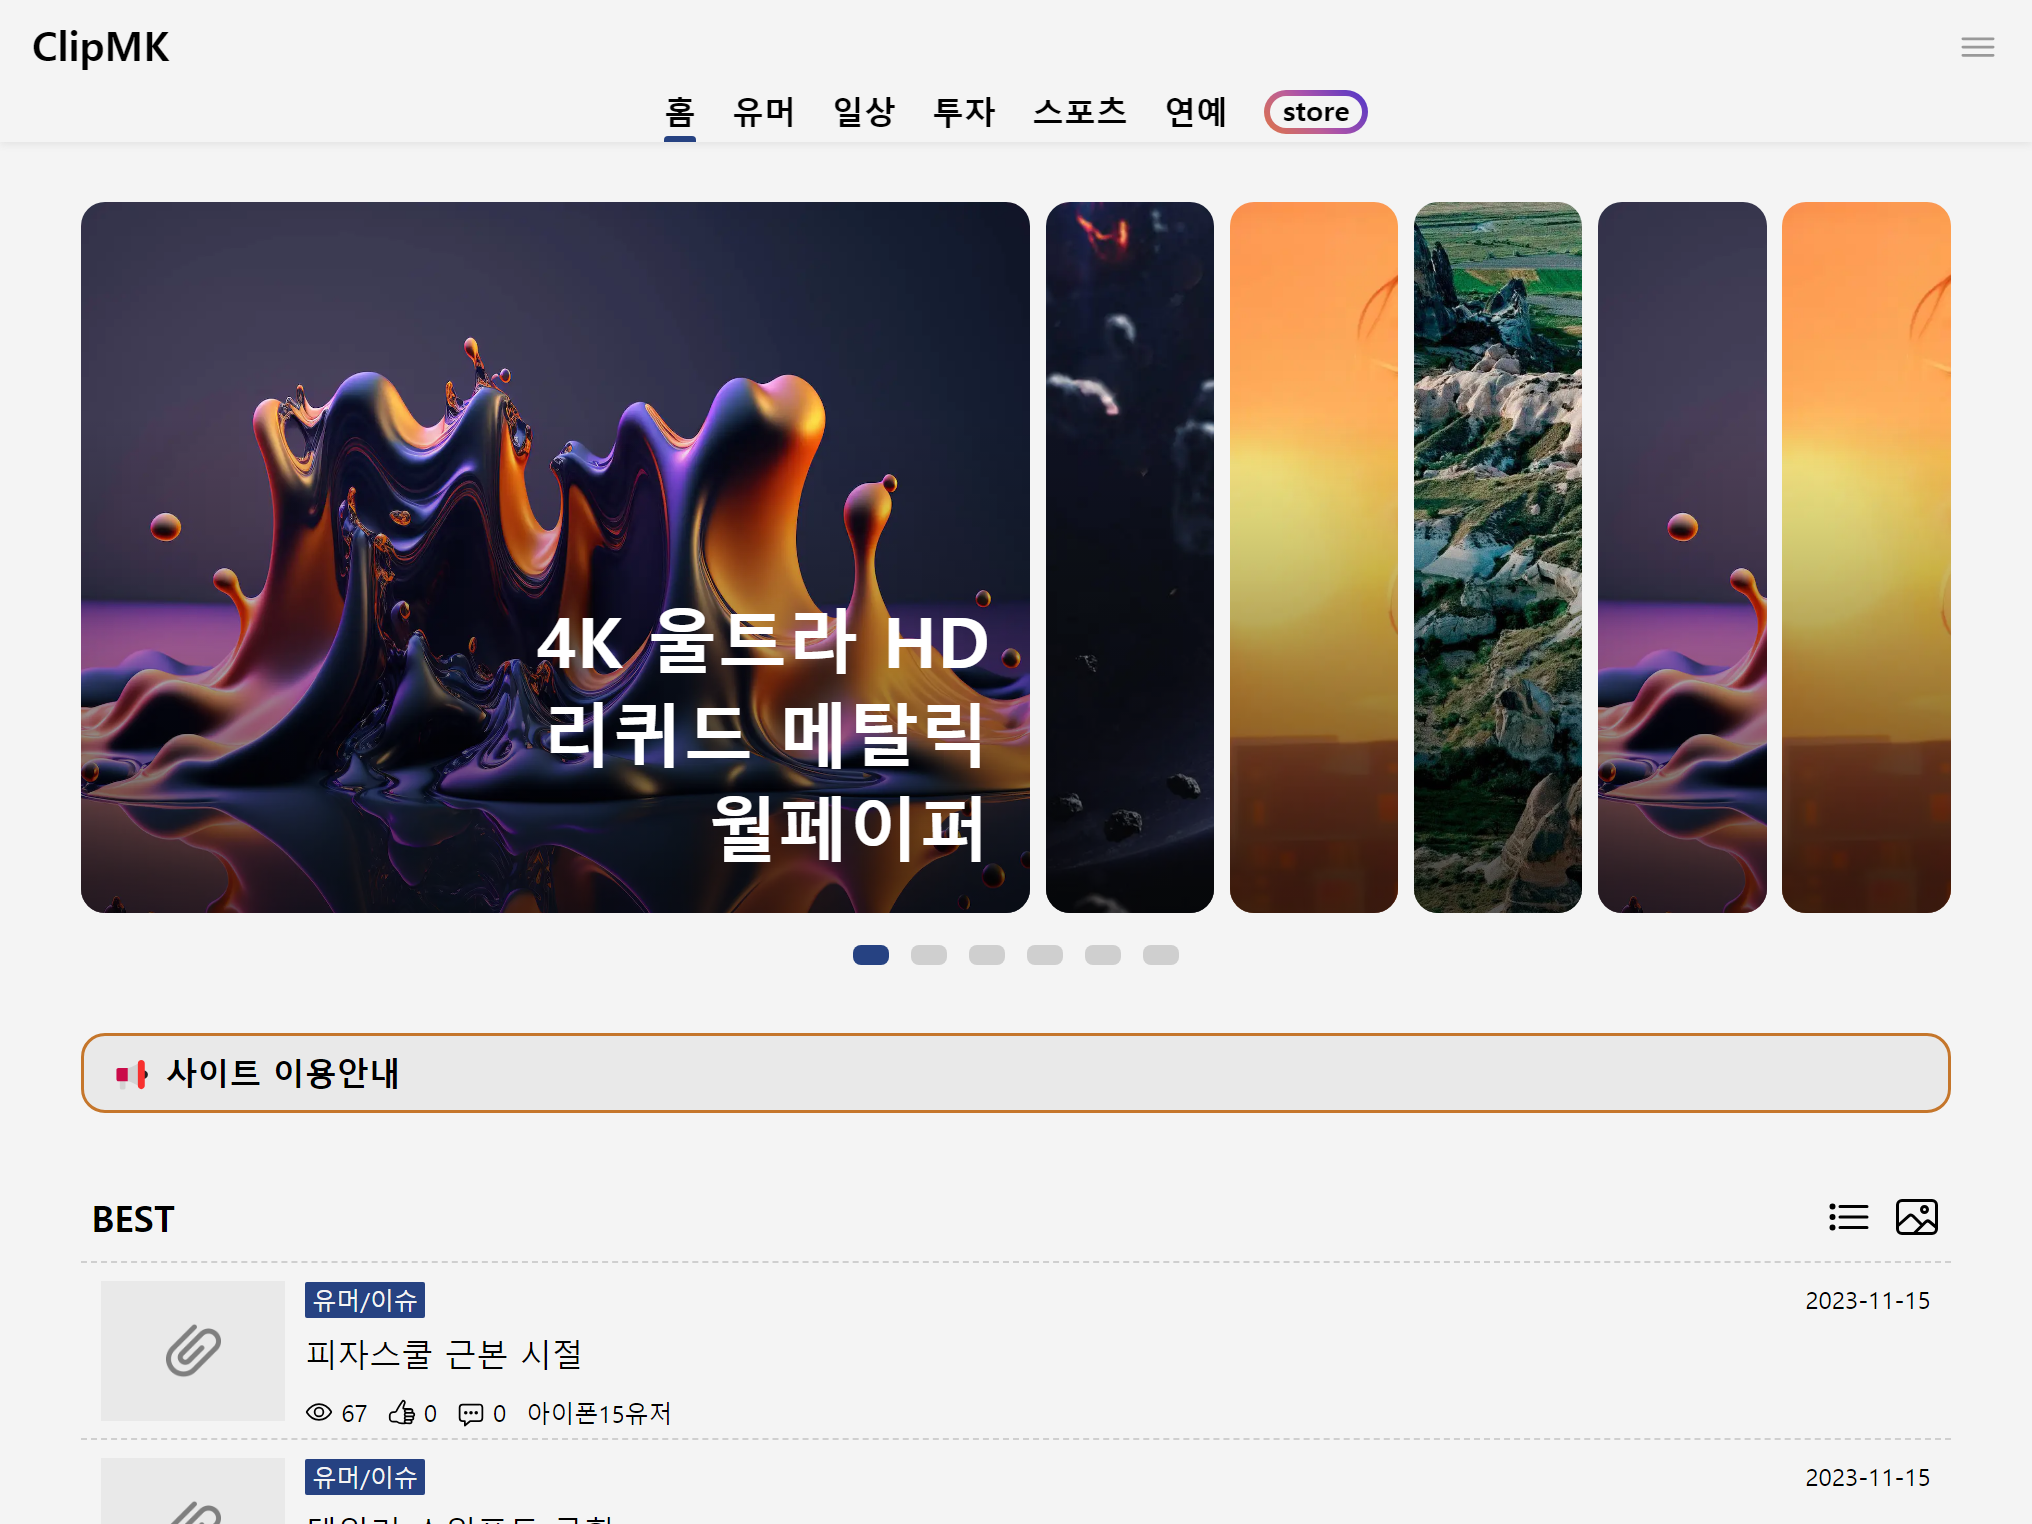 ClipMK
홈 유머 일상 투자 스포츠 연예 store
4K 울트라 HD
리퀴드 메탈릭
월페이퍼
사이트 이용안내
BEST
유머/이슈
2023-11-15
피자스쿨 근본 시절
67 0 0 아이폰15유저
유머/이슈
2023-11-15